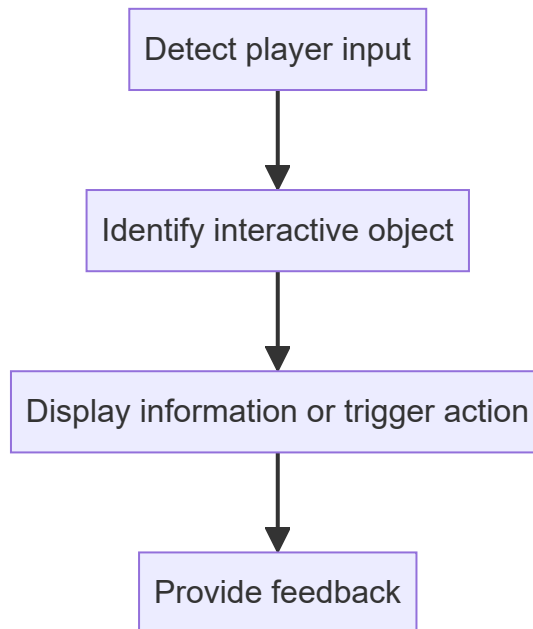 Detect player input
Identify interactive object
Display information or trigger action
Provide feedback